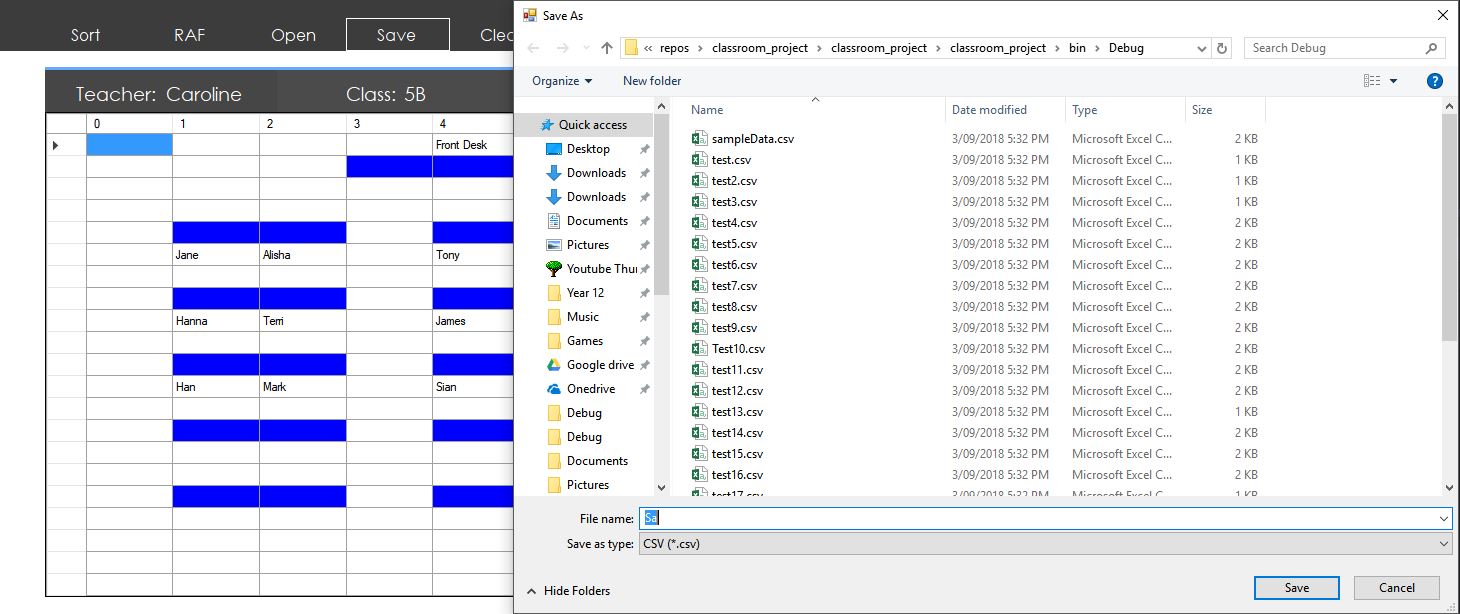 Sort RAF Open Save Clea
Teacher: Caroline Class: 5B
0 1 2 3 4
Front Desk
Jane Alisha Tony
Hanna Terri James
Han Mark Sian
Save As
« repos › classroom_project › classroom_project › classroom_project › bin › Debug
Search Debug
Organize New folder
Quick access
Desktop
Downloads
Downloads
Documents
Pictures
Youtube Thu
Year 12
Music
Games
Google drive
Onedrive
Debug
Debug
Documents
Pictures
Name Date modified Type Size
sampleData.csv 3/09/2018 5:32 PM Microsoft Excel C... 2 KB
test.csv 3/09/2018 5:32 PM Microsoft Excel C... 1 KB
test2.csv 3/09/2018 5:32 PM Microsoft Excel C... 1 KB
test3.csv 3/09/2018 5:32 PM Microsoft Excel C... 1 KB
test4.csv 3/09/2018 5:32 PM Microsoft Excel C... 2 KB
test5.csv 3/09/2018 5:32 PM Microsoft Excel C... 2 KB
test6.csv 3/09/2018 5:32 PM Microsoft Excel C... 2 KB
test7.csv 3/09/2018 5:32 PM Microsoft Excel C... 2 KB
test8.csv 3/09/2018 5:32 PM Microsoft Excel C... 2 KB
test9.csv 3/09/2018 5:32 PM Microsoft Excel C... 2 KB
Test10.csv 3/09/2018 5:32 PM Microsoft Excel C... 2 KB
test11.csv 3/09/2018 5:32 PM Microsoft Excel C... 2 KB
test12.csv 3/09/2018 5:32 PM Microsoft Excel C... 2 KB
test13.csv 3/09/2018 5:32 PM Microsoft Excel C... 1 KB
test14.csv 3/09/2018 5:32 PM Microsoft Excel C... 2 KB
test15.csv 3/09/2018 5:32 PM Microsoft Excel C... 2 KB
test16.csv 3/09/2018 5:32 PM Microsoft Excel C... 2 KB
test17.csv 3/09/2018 5:32 PM Microsoft Excel C... 1 KB
File name: Sa
Save as type: CSV (*.csv)
Hide Folders Save Cancel